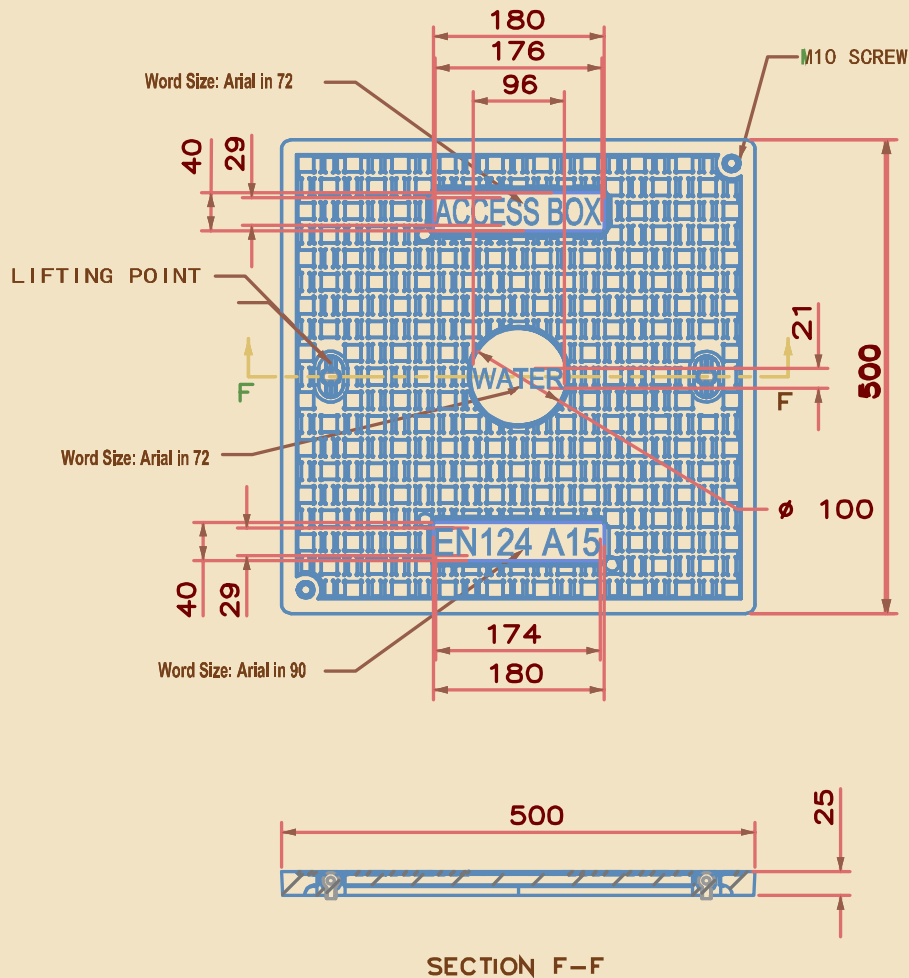 180
176
96
M10 SCREW
Word Size: Arial in 72
40
29
ACCESS BOX
LIFTING POINT
21
500
WATER
F
F
Word Size: Arial in 72
ø 100
EN124 A15
40
29
174
Word Size: Arial in 90
180
500
25
SECTION F-F